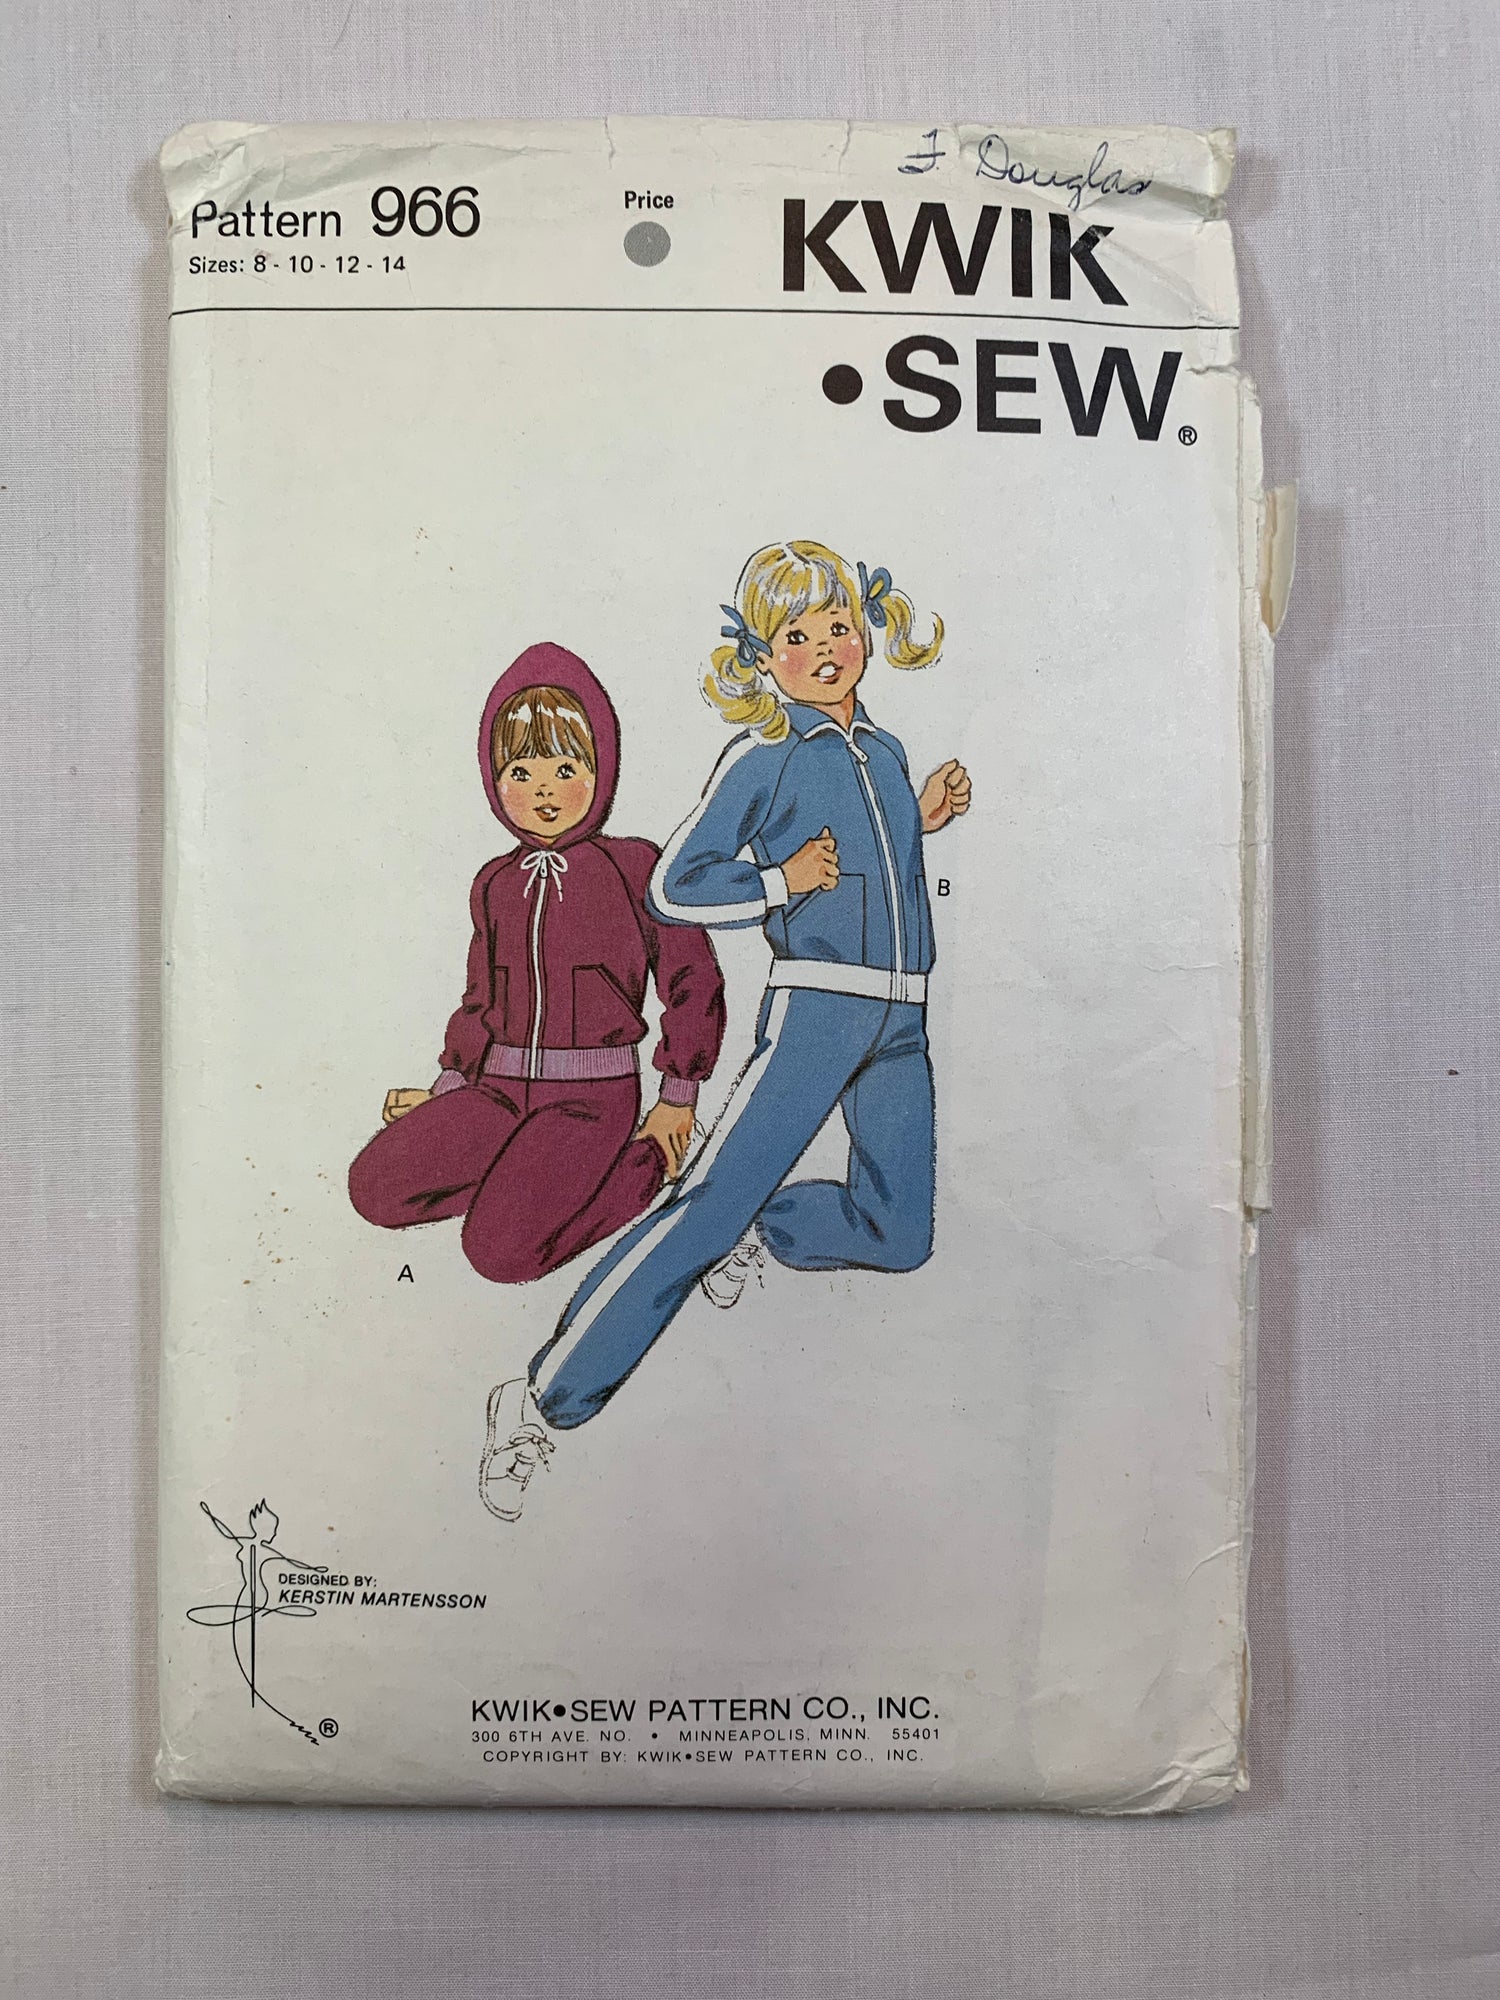 F. Douglas
Pattern 966
Sizes: 8 - 10 - 12 - 14
Price
KWIK
•SEW®
B
A
DESIGNED BY:
KERSTIN MARTENSSON
®
KWIK•SEW PATTERN CO., INC.
300 6TH AVE. NO. • MINNEAPOLIS, MINN. 55401
COPYRIGHT BY: KWIK•SEW PATTERN CO., INC.